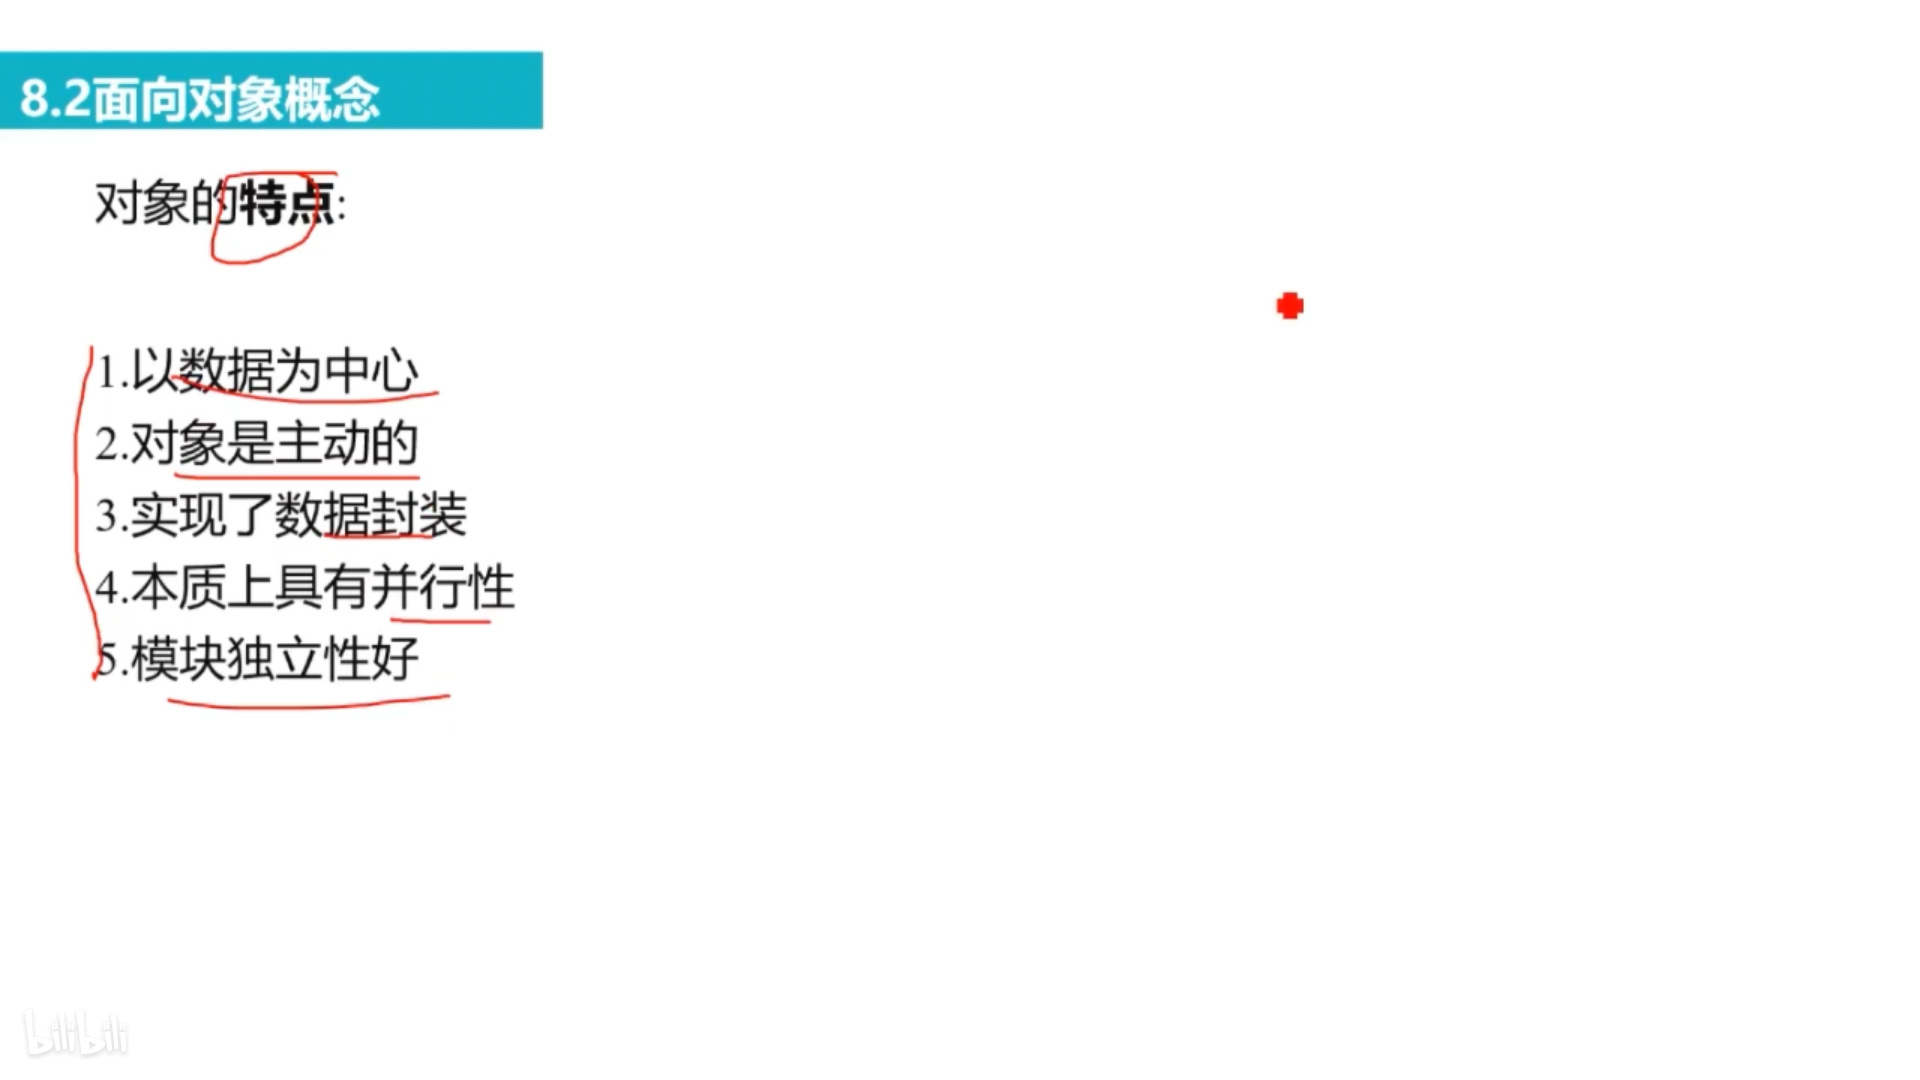 8.2面向对象概念
对象的特点:
1.以数据为中心
2.对象是主动的
3.实现了数据封装
4.本质上具有并行性
5.模块独立性好
bilibili